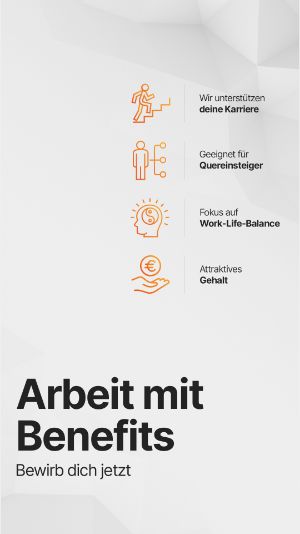 Wir unterstützen
deine Karriere
Geeignet für
Quereinsteiger
Fokus auf
Work-Life-Balance
Attraktives
Gehalt
Arbeit mit
Benefits
Bewirb dich jetzt